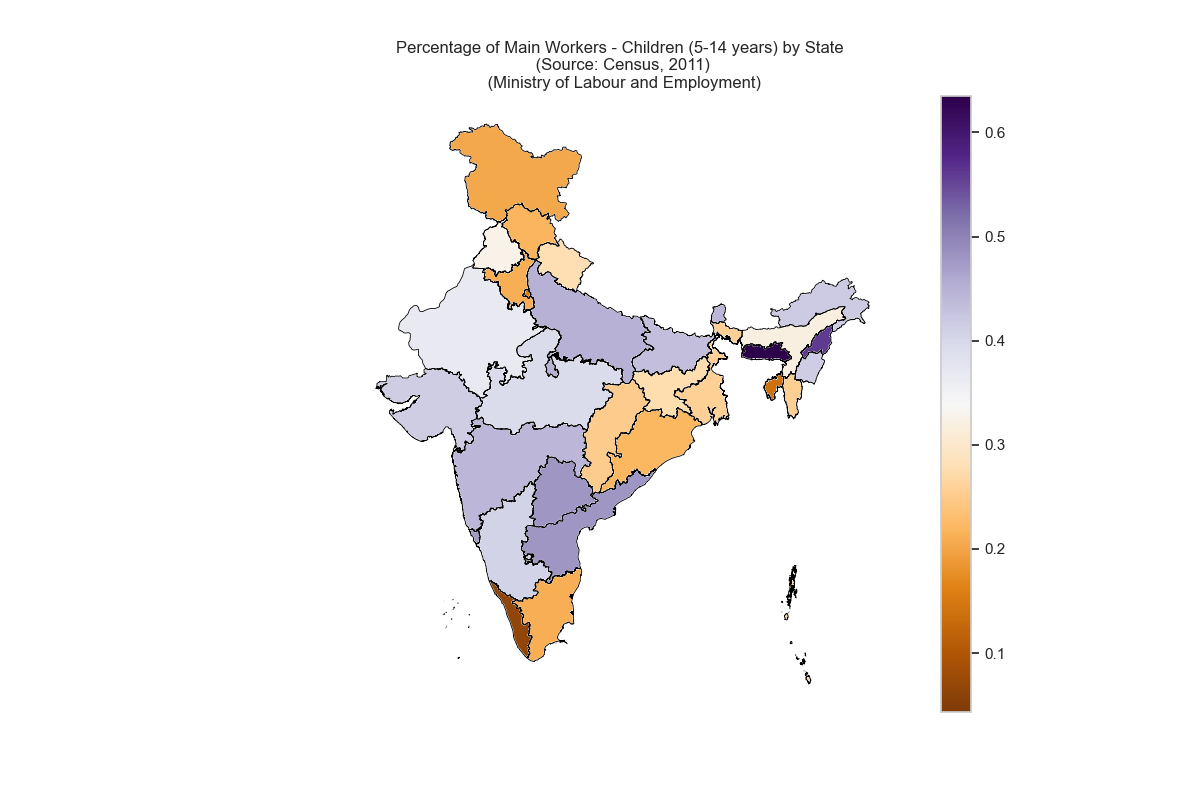 Percentage of Main Workers - Children (5-14 years) by State
(Source: Census, 2011)
(Ministry of Labour and Employment)
0.6
0.5
0.4
0.3
0.2
0.1